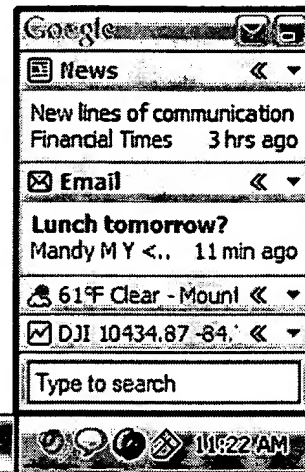 Google
News
New lines of communication
Financial Times 3 hrs ago
Email
Lunch tomorrow?
Mandy M Y <.. 11 min ago
61°F Clear - Mount
DJI 10434.87 -84.
Type to search
11:22 AM